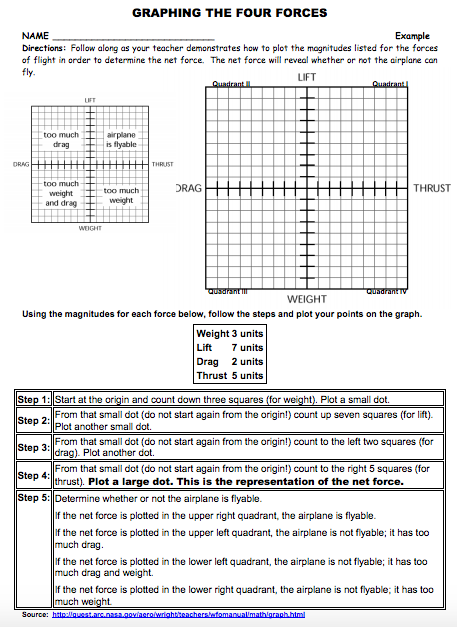 GRAPHING THE FOUR FORCES
NAME ______________________________ Example
Directions: Follow along as your teacher demonstrates how to plot the magnitudes listed for the forces
of flight in order to determine the net force. The net force will reveal whether or not the airplane can
fly.
LIFT
Quadrant II Quadrant I
LIFT
too much
drag
airplane
is flyable
DRAG THRUST
too much
weight
and drag
too much
weight
WEIGHT
DRAG THRUST
Quadrant III Quadrant IV
WEIGHT
Using the magnitudes for each force below, follow the steps and plot your points on the graph.
Weight 3 units
Lift 7 units
Drag 2 units
Thrust 5 units
Step 1: Start at the origin and count down three squares (for weight). Plot a small dot.
Step 2: From that small dot (do not start again from the origin!) count up seven squares (for lift).
Plot another small dot.
Step 3: From that small dot (do not start again from the origin!) count to the left two squares (for
drag). Plot another dot.
Step 4: From that small dot (do not start again from the origin!) count to the right 5 squares (for
thrust). Plot a large dot. This is the representation of the net force.
Step 5: Determine whether or not the airplane is flyable.
If the net force is plotted in the upper right quadrant, the airplane is flyable.
If the net force is plotted in the upper left quadrant, the airplane is not flyable; it has too
much drag.
If the net force is plotted in the lower left quadrant, the airplane is not flyable; it has too
much drag and weight.
If the net force is plotted in the lower right quadrant, the airplane is not flyable; it has too
much weight.
Source: http://quest.arc.nasa.gov/aero/wright/teachers/wfomanual/math/graph.html